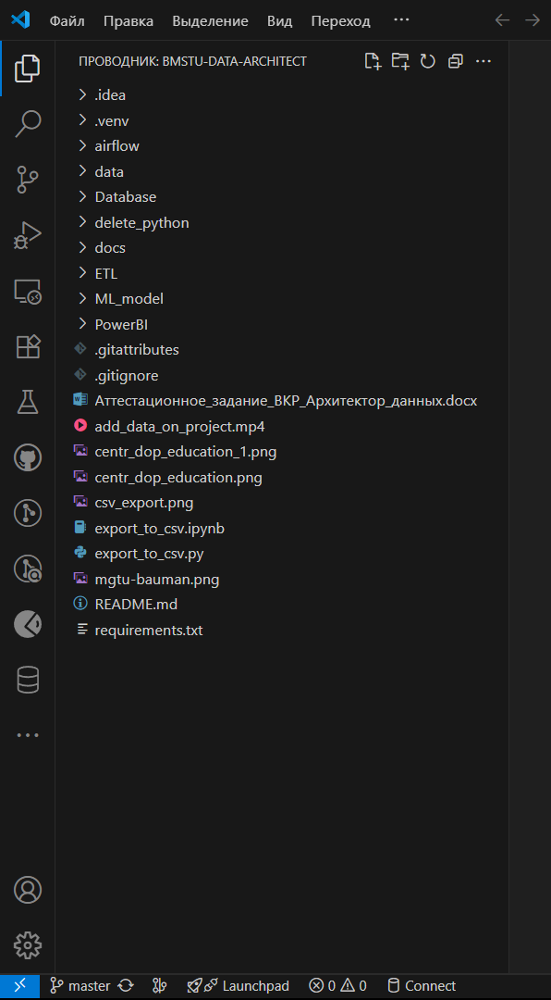 Файл Правка Выделение Вид Переход ...
ПРОВОДНИК: BMSTU-DATA-ARCHITECT
.idea
.venv
airflow
data
Database
delete_python
docs
ETL
ML_model
PowerBI
.gitattributes
.gitignore
Аттестационное_задание_ВКР_Архитектор_данных.docx
add_data_on_project.mp4
centr_dop_education_1.png
centr_dop_education.png
csv_export.png
export_to_csv.ipynb
export_to_csv.py
mgtu-bauman.png
README.md
requirements.txt
master Launchpad 0 0 Connect